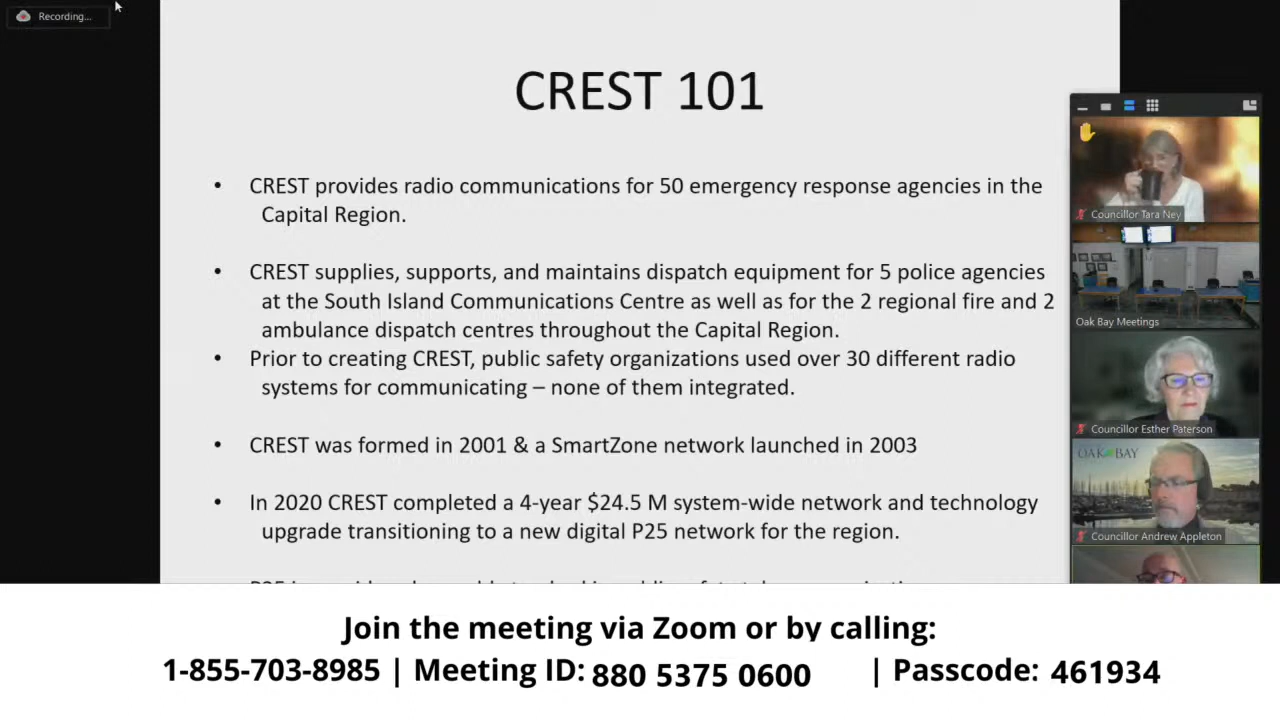 Recording...
CREST 101
• CREST provides radio communications for 50 emergency response agencies in the
Capital Region.
• CREST supplies, supports, and maintains dispatch equipment for 5 police agencies
at the South Island Communications Centre as well as for the 2 regional fire and 2
ambulance dispatch centres throughout the Capital Region.
• Prior to creating CREST, public safety organizations used over 30 different radio
systems for communicating – none of them integrated.
• CREST was formed in 2001 & a SmartZone network launched in 2003
• In 2020 CREST completed a 4-year $24.5 M system-wide network and technology
upgrade transitioning to a new digital P25 network for the region.
Councillor Tara Ney
Oak Bay Meetings
Councillor Esther Paterson
OAK BAY
Councillor Andrew Appleton
Join the meeting via Zoom or by calling:
1-855-703-8985 | Meeting ID: 880 5375 0600 | Passcode: 461934